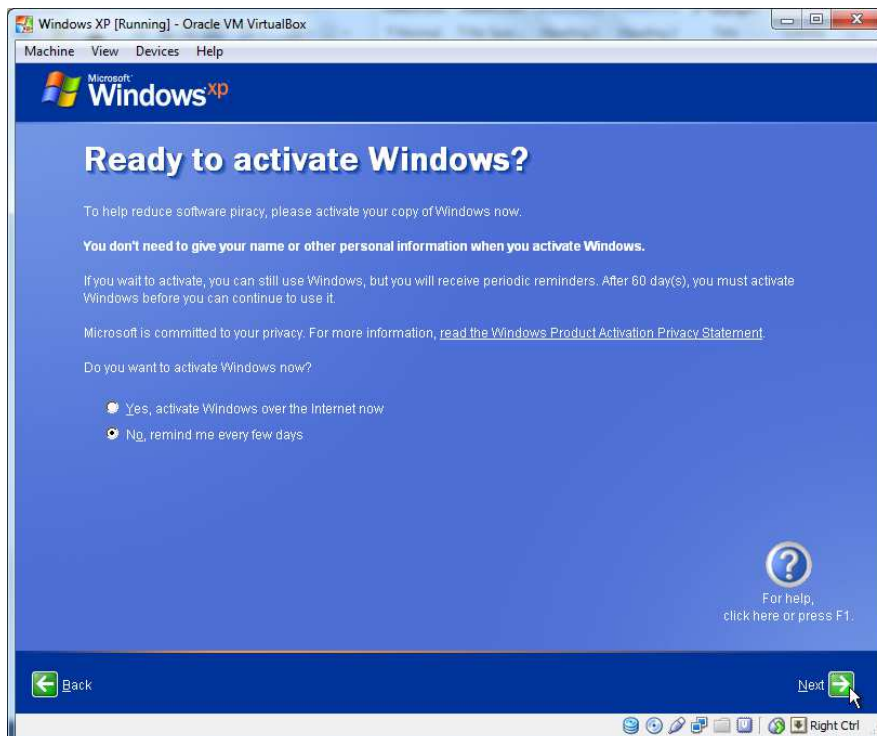 Windows XP [Running] - Oracle VM VirtualBox
Machine View Devices Help
Microsoft
Windows xp
Ready to activate Windows?
To help reduce software piracy, please activate your copy of Windows now.
You don't need to give your name or other personal information when you activate Windows.
If you wait to activate, you can still use Windows, but you will receive periodic reminders. After 60 day(s), you must activate
Windows before you can continue to use it.
Microsoft is committed to your privacy. For more information, read the Windows Product Activation Privacy Statement.
Do you want to activate Windows now?
Yes, activate Windows over the Internet now
No, remind me every few days
For help,
click here or press F1.
Back
Next
Right Ctrl